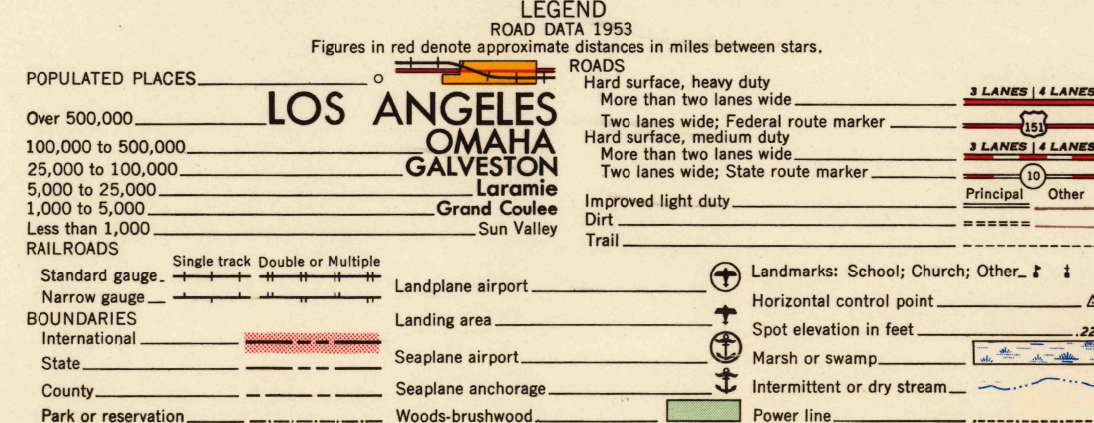 LEGEND
ROAD DATA 1953
Figures in red denote approximate distances in miles between stars.
POPULATED PLACES
Over 500,000 LOS ANGELES
100,000 to 500,000 OMAHA
25,000 to 100,000 GALVESTON
5,000 to 25,000 Laramie
1,000 to 5,000 Grand Coulee
Less than 1,000 Sun Valley
RAILROADS
Single track Double or Multiple
Standard gauge
Narrow gauge
BOUNDARIES
International
State
County
Park or reservation
Landplane airport
Landing area
Seaplane airport
Seaplane anchorage
Woods-brushwood
ROADS
Hard surface, heavy duty
More than two lanes wide 3 LANES | 4 LANES
Two lanes wide; Federal route marker 151
Hard surface, medium duty
More than two lanes wide 3 LANES | 4 LANES
Two lanes wide; State route marker 10
Principal Other
Improved light duty
Dirt
Trail
Landmarks: School; Church; Other
Horizontal control point
Spot elevation in feet
Marsh or swamp
Intermittent or dry stream
Power line